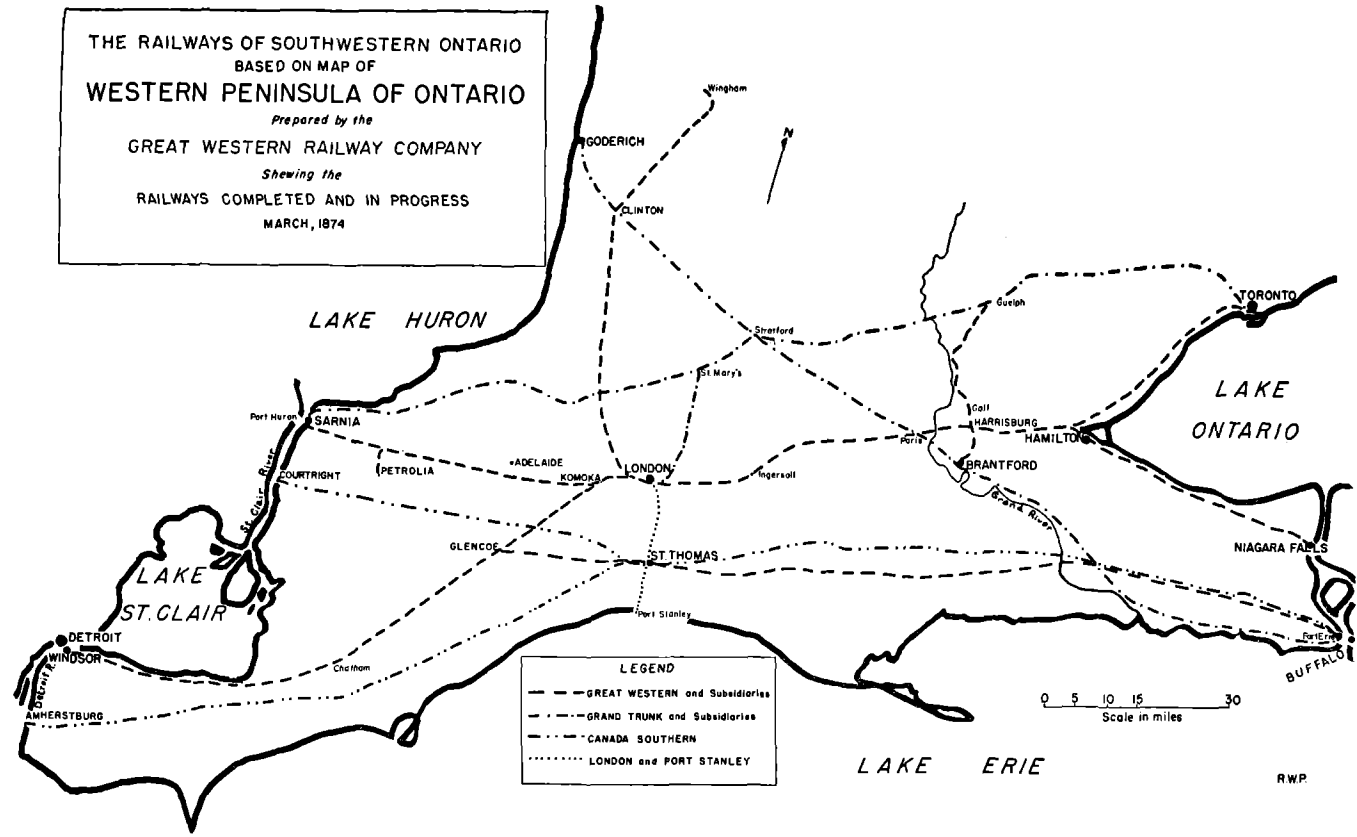 THE RAILWAYS OF SOUTHWESTERN ONTARIO
BASED ON MAP OF
WESTERN PENINSULA OF ONTARIO
Prepared by the
GREAT WESTERN RAILWAY COMPANY
Shewing the
RAILWAYS COMPLETED AND IN PROGRESS
MARCH, 1874
Wingham
N
GODERICH
CLINTON
LAKE HURON
Guelph
TORONTO
Stratford
St. Mary's
LAKE
ONTARIO
Port Huron
SARNIA
Galt
HARRISBURG
Paris
HAMILTON
BRANTFORD
PETROLIA
ADELAIDE
KOMOKA
LONDON
Ingersoll
COURTRIGHT
St. Clair River
Grand River
GLENCOE
ST. THOMAS
NIAGARA FALLS
LAKE
ST. CLAIR
Port Stanley
Fort Erie
BUFFALO
DETROIT
WINDSOR
Detroit R.
Chatham
AMHERSTBURG
LEGEND
GREAT WESTERN and Subsidiaries
GRAND TRUNK and Subsidiaries
CANADA SOUTHERN
LONDON and PORT STANLEY
0 5 10 15 30
Scale in miles
LAKE ERIE
R.W.P.